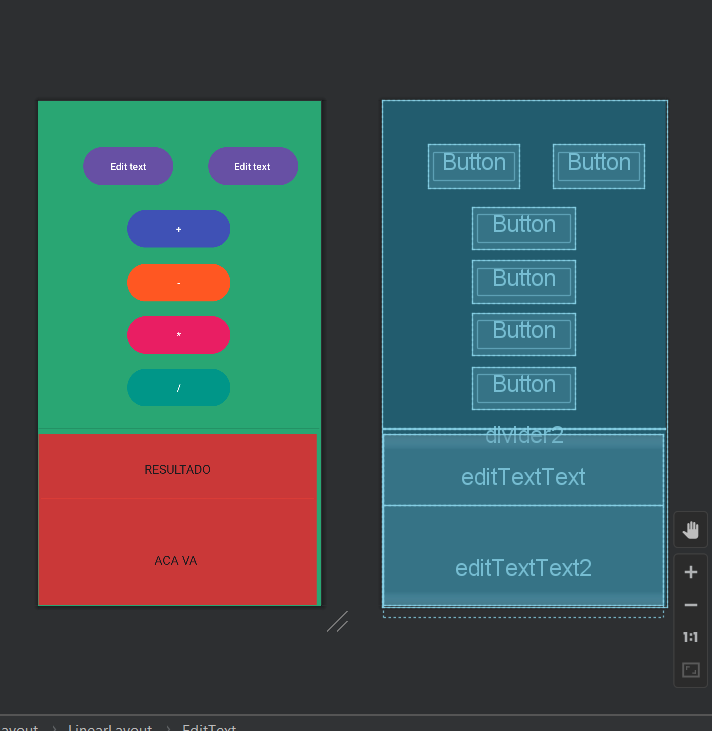 Edit text Edit text
+
-
*
/
RESULTADO
ACA VA
Button Button
Button
Button
Button
Button
divider2
editTextText
editTextText2
1:1
ayout > LinearLayout > EditText